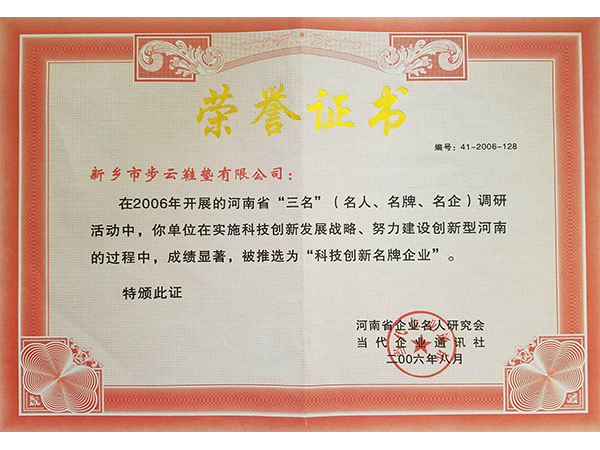 荣誉证书
编号：41-2006-128
新乡市步云鞋垫有限公司：
在2006年开展的河南省“三名”（名人、名牌、名企）调研
活动中，你单位在实施科技创新发展战略、努力建设创新型河南
的过程中，成绩显著，被推选为“科技创新名牌企业”。
特颁此证
河南省企业名人研究会
当代企业通讯社
二00六年八月